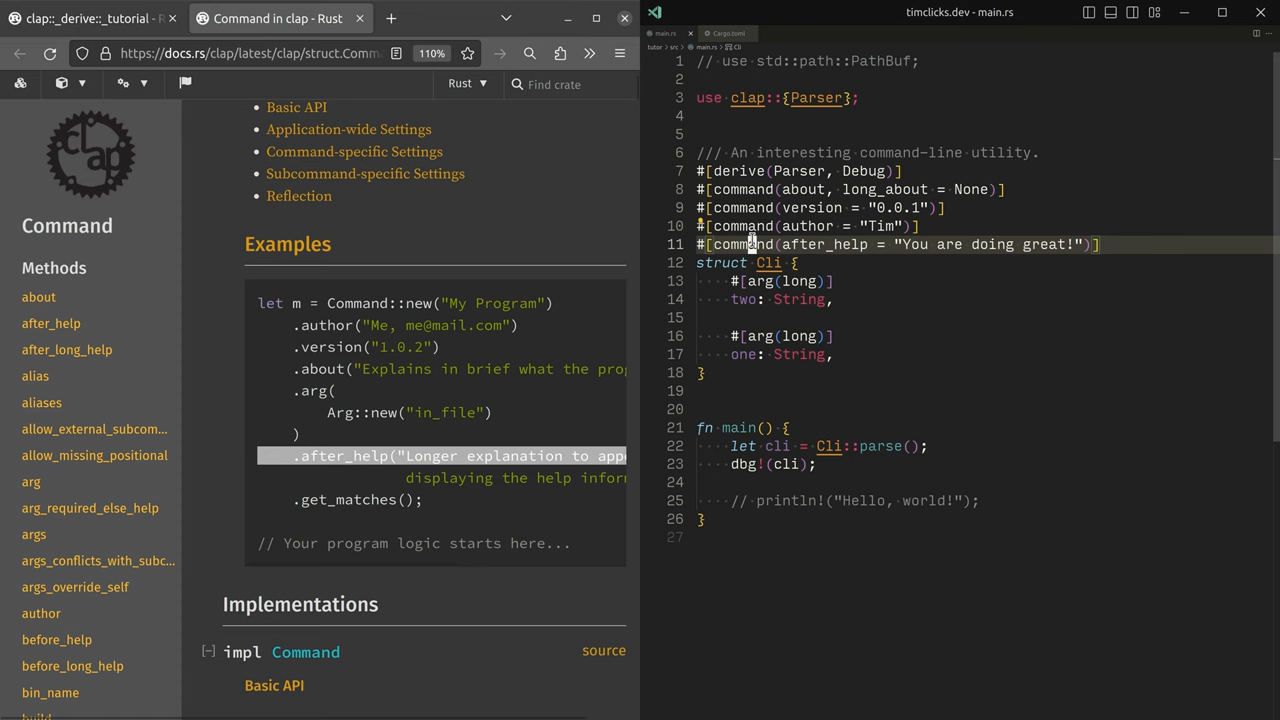 clap::_derive::_tutorial - Rust
Command in clap - Rust
https://docs.rs/clap/latest/clap/struct.Comm
110%
Rust
Find crate
clap
Command
Methods
about
after_help
after_long_help
alias
aliases
allow_external_subcom...
allow_missing_positional
arg
arg_required_else_help
args
args_conflicts_with_subc...
args_override_self
author
before_help
before_long_help
bin_name
Basic API
Application-wide Settings
Command-specific Settings
Subcommand-specific Settings
Reflection
Examples
let m = Command::new("My Program")
.author("Me, me@mail.com")
.version("1.0.2")
.about("Explains in brief what the prog
.arg(
Arg::new("in_file")
)
.after_help("Longer explanation to appe
displaying the help inform
.get_matches();
// Your program logic starts here...
Implementations
[-] impl Command
source
Basic API
timclicks.dev - main.rs
main.rs
Cargo.toml
tutor > src > main.rs > Cli
1 // use std::path::PathBuf;
2
3 use clap::{Parser};
4
5
6 /// An interesting command-line utility.
7 #[derive(Parser, Debug)]
8 #[command(about, long_about = None)]
9 #[command(version = "0.0.1")]
10 #[command(author = "Tim")]
11 #[command(after_help = "You are doing great!")]
12 struct Cli {
13 #[arg(long)]
14 two: String,
15
16 #[arg(long)]
17 one: String,
18 }
19
20
21 fn main() {
22 let cli = Cli::parse();
23 dbg!(cli);
24
25 // println!("Hello, world!");
26 }
27